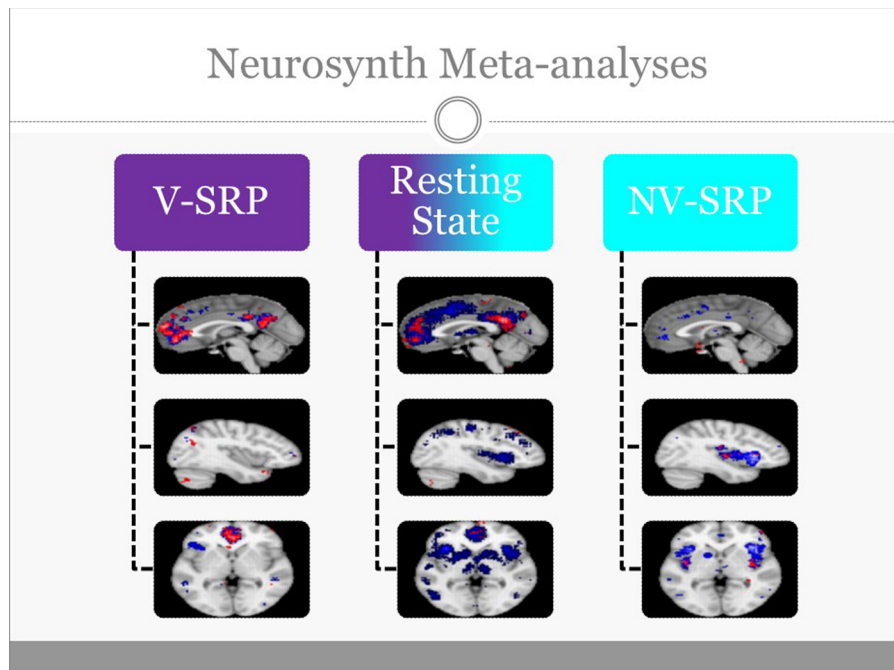 Neurosynth Meta-analyses
V-SRP
Resting
State
NV-SRP